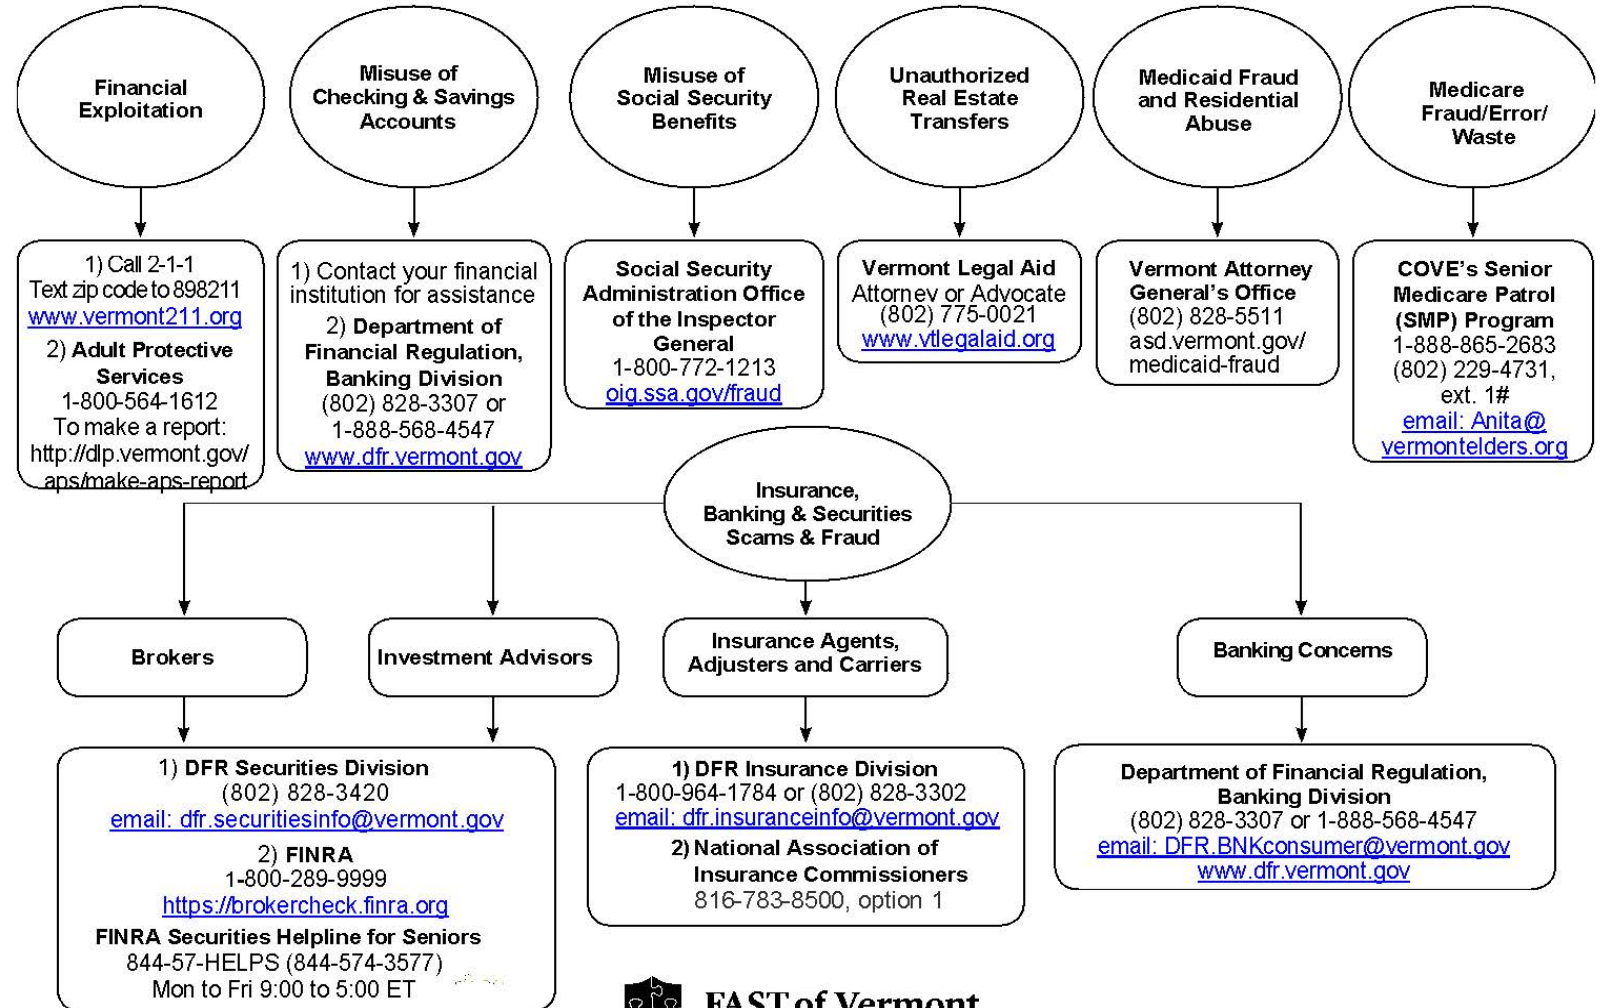 Financial
Exploitation
Misuse of
Checking & Savings
Accounts
Misuse of
Social Security
Benefits
Unauthorized
Real Estate
Transfers
Medicaid Fraud
and Residential
Abuse
Medicare
Fraud/Error/
Waste
1) Call 2-1-1
Text zip code to 898211
www.vermont211.org
2) Adult Protective
Services
1-800-564-1612
To make a report:
http://dlp.vermont.gov/
aps/make-aps-report
1) Contact your financial
institution for assistance
2) Department of
Financial Regulation,
Banking Division
(802) 828-3307 or
1-888-568-4547
www.dfr.vermont.gov
Social Security
Administration Office
of the Inspector
General
1-800-772-1213
oig.ssa.gov/fraud
Vermont Legal Aid
Attorney or Advocate
(802) 775-0021
www.vtlegalaid.org
Vermont Attorney
General's Office
(802) 828-5511
asd.vermont.gov/
medicaid-fraud
COVE's Senior
Medicare Patrol
(SMP) Program
1-888-865-2683
(802) 229-4731,
ext. 1#
email: Anita@
vermontelders.org
Insurance,
Banking & Securities
Scams & Fraud
Brokers
Investment Advisors
Insurance Agents,
Adjusters and Carriers
Banking Concerns
1) DFR Securities Division
(802) 828-3420
email: dfr.securitiesinfo@vermont.gov
2) FINRA
1-800-289-9999
https://brokercheck.finra.org
FINRA Securities Helpline for Seniors
844-57-HELPS (844-574-3577)
Mon to Fri 9:00 to 5:00 ET
1) DFR Insurance Division
1-800-964-1784 or (802) 828-3302
email: dfr.insuranceinfo@vermont.gov
2) National Association of
Insurance Commissioners
816-783-8500, option 1
Department of Financial Regulation,
Banking Division
(802) 828-3307 or 1-888-568-4547
email: DFR.BNKconsumer@vermont.gov
www.dfr.vermont.gov
FAST of Vermont